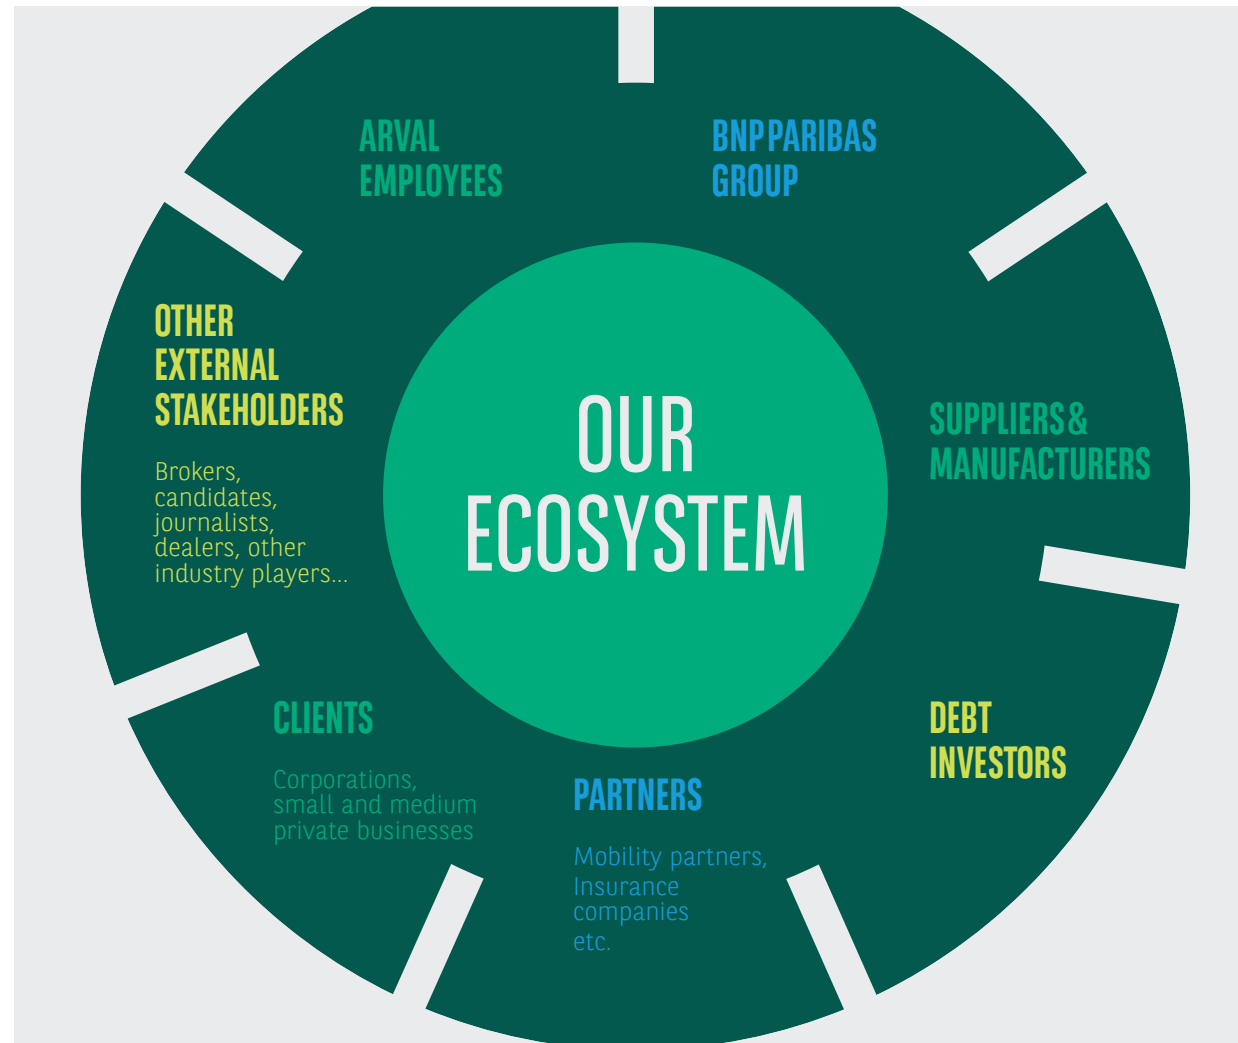 ARVAL
EMPLOYEES
BNP PARIBAS
GROUP
OTHER
EXTERNAL
STAKEHOLDERS
Brokers,
candidates,
journalists,
dealers, other
industry players...
OUR
ECOSYSTEM
SUPPLIERS &
MANUFACTURERS
CLIENTS
Corporations,
small and medium
private businesses
PARTNERS
Mobility partners,
Insurance
companies
etc.
DEBT
INVESTORS